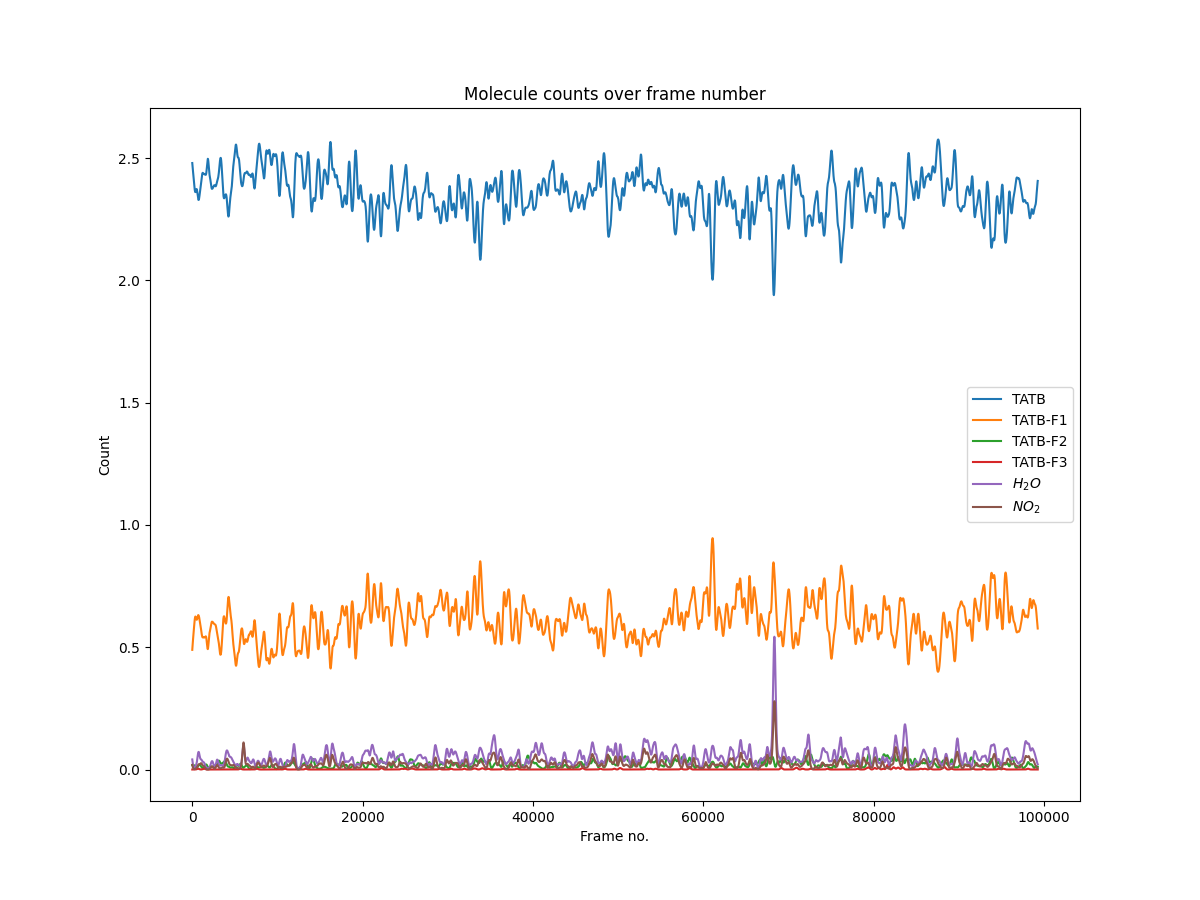 Molecule counts over frame number
2.5
2.0
1.5
1.0
0.5
0.0
Count
TATB
TATB-F1
TATB-F2
TATB-F3
H₂O
NO₂
0 20000 40000 60000 80000 100000
Frame no.